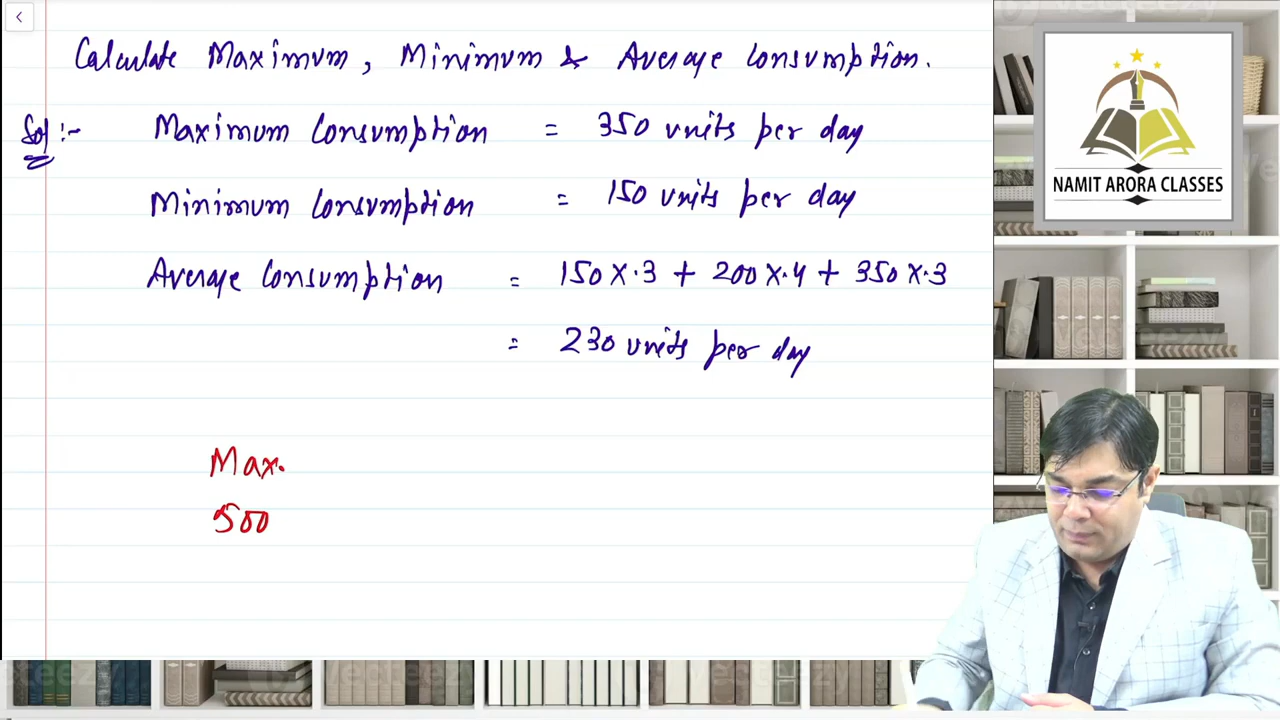 Calculate Maximum, Minimum & Average Consumption.
Sol :- Maximum Consumption = 350 units per day
Minimum Consumption = 150 units per day
Average Consumption = 150 X .3 + 200 X .4 + 350 X .3
= 230 units per day
Max.
500
NAMIT ARORA CLASSES
vecteezy